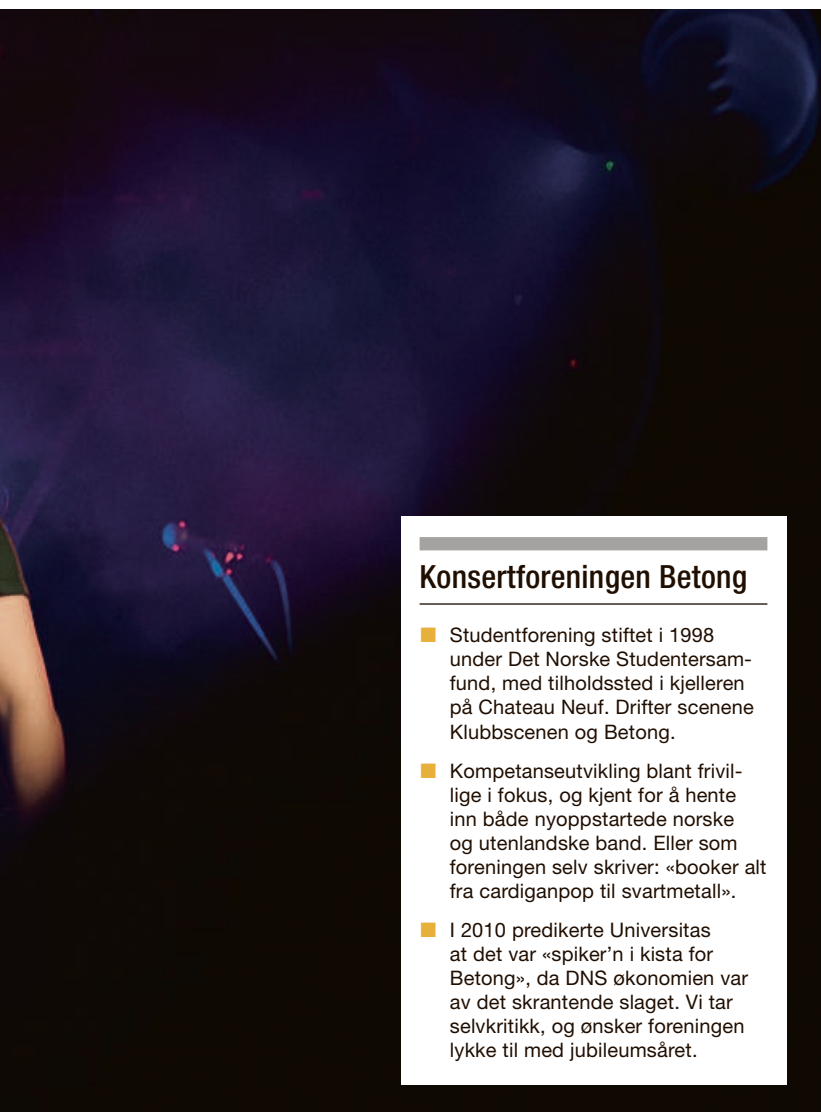 Konsertforeningen Betong
■ Studentforening stiftet i 1998
under Det Norske Studentersam-
fund, med tilholdssted i kjelleren
på Chateau Neuf. Drifter scenene
Klubbscenen og Betong.
■ Kompetanseutvikling blant frivil-
lige i fokus, og kjent for å hente
inn både nyoppstartede norske
og utenlandske band. Eller som
foreningen selv skriver: «booker alt
fra cardiganpop til svartmetall».
■ I 2010 predikerte Universitas
at det var «spiker’n i kista for
Betong», da DNS økonomien var
av det skrantende slaget. Vi tar
selvkritikk, og ønsker foreningen
lykke til med jubileumsåret.